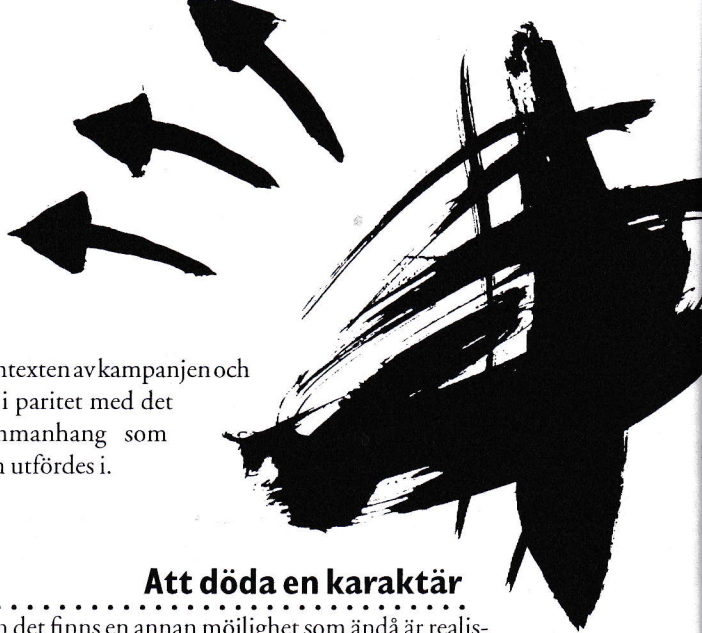 ntexten av kampanjen och
i paritet med det
mmanhang som
n utfördes i.
Att döda en karaktär
n det finns en annan möjlighet som ändå är realis-